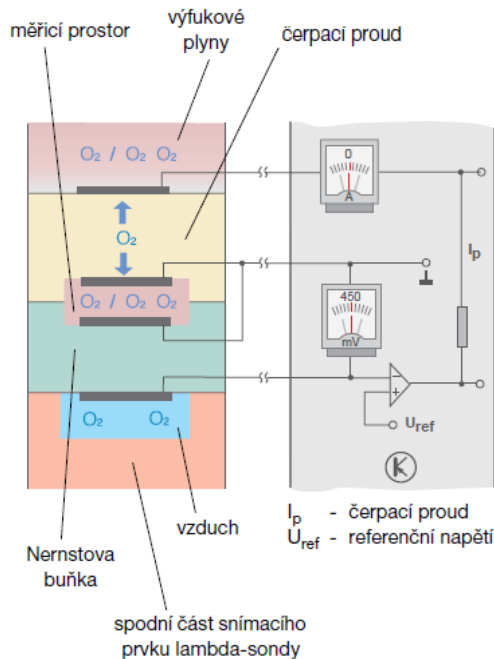 měřicí prostor
výfukové
plyny
čerpací proud
O2 / O2 O2
0
A
O2
Ip
O2 / O2 O2
450
mV
− +
O2 O2
Uref
Nernstova
buňka
vzduch
Ip - čerpací proud
Uref - referenční napětí
spodní část snímacího
prvku lambda-sondy